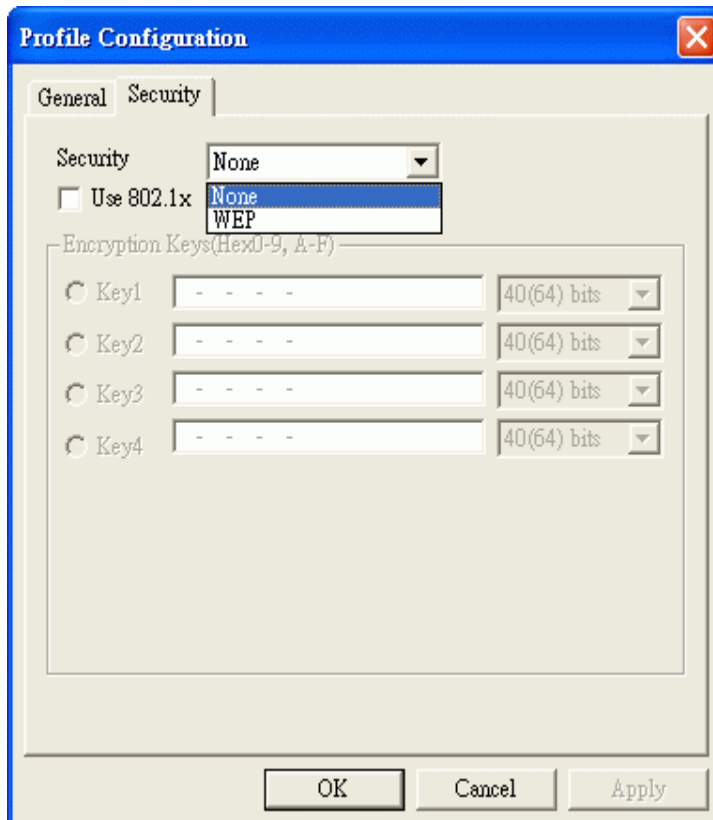 Profile Configuration
General Security
Security None
Use 802.1x None
WEP
Encryption Keys(Hex0-9, A-F)
Key1 - - - - 40(64) bits
Key2 - - - - 40(64) bits
Key3 - - - - 40(64) bits
Key4 - - - - 40(64) bits
OK Cancel Apply